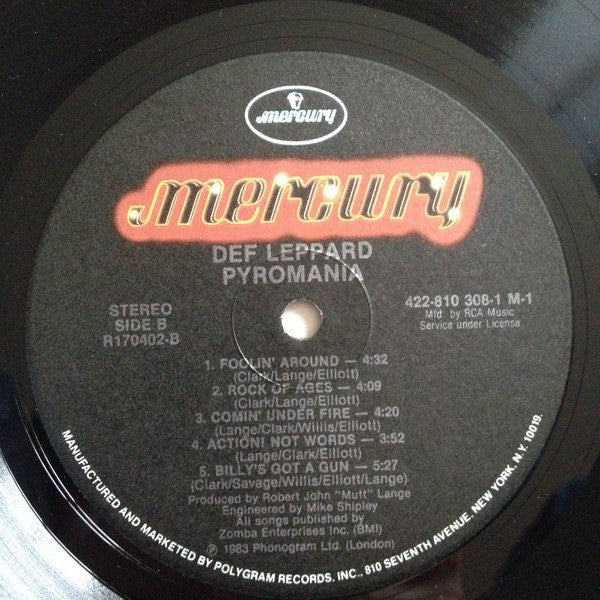 mercury
mercury
DEF LEPPARD
PYROMANIA
STEREO
SIDE B
R170402-B
422-810 308-1 M-1
Mfd. by RCA Music
Service under License
1. FOOLIN' AROUND — 4:32
(Clark/Lange/Elliott)
2. ROCK OF AGES — 4:09
(Clark/Lange/Elliott)
3. COMIN' UNDER FIRE — 4:20
(Lange/Clark/Willis/Elliott)
4. ACTION! NOT WORDS — 3:52
(Lange/Clark/Elliott)
5. BILLY'S GOT A GUN — 5:27
(Clark/Savage/Willis/Elliott/Lange)
Produced by Robert John "Mutt" Lange
Engineered by Mike Shipley
All songs published by
Zomba Enterprises Inc. (BMI)
℗ 1983 Phonogram Ltd. (London)
MANUFACTURED AND MARKETED BY POLYGRAM RECORDS, INC., 810 SEVENTH AVENUE, NEW YORK, N.Y. 10019.